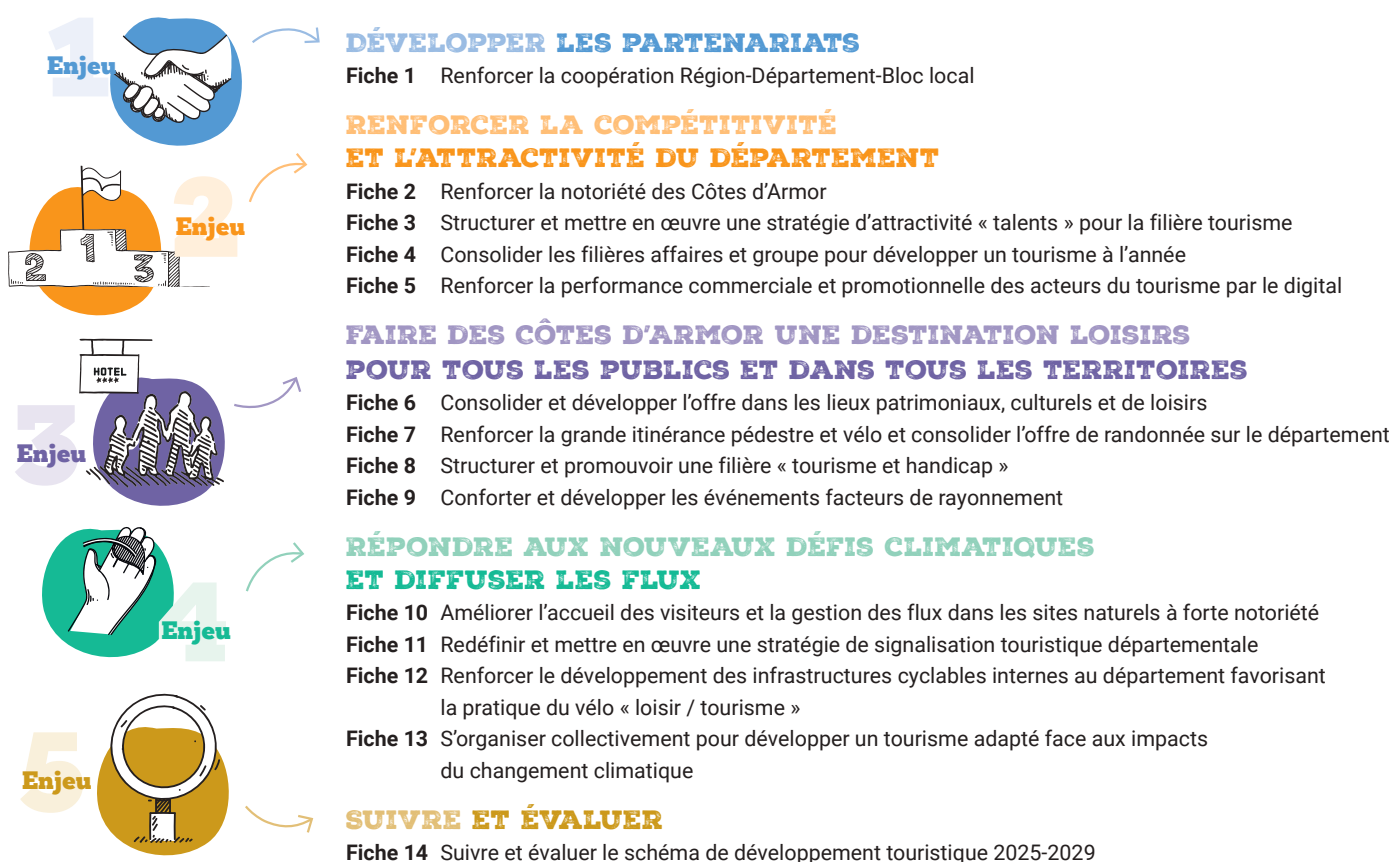 1
Enjeu
DÉVELOPPER LES PARTENARIATS
Fiche 1 Renforcer la coopération Région-Département-Bloc local
2
Enjeu
1
2
3
RENFORCER LA COMPÉTITIVITÉ
ET L'ATTRACTIVITÉ DU DÉPARTEMENT
Fiche 2 Renforcer la notoriété des Côtes d’Armor
Fiche 3 Structurer et mettre en œuvre une stratégie d’attractivité « talents » pour la filière tourisme
Fiche 4 Consolider les filières affaires et groupe pour développer un tourisme à l’année
Fiche 5 Renforcer la performance commerciale et promotionnelle des acteurs du tourisme par le digital
HOTEL
****
3
Enjeu
FAIRE DES CÔTES D'ARMOR UNE DESTINATION LOISIRS
POUR TOUS LES PUBLICS ET DANS TOUS LES TERRITOIRES
Fiche 6 Consolider et développer l’offre dans les lieux patrimoniaux, culturels et de loisirs
Fiche 7 Renforcer la grande itinérance pédestre et vélo et consolider l’offre de randonnée sur le département
Fiche 8 Structurer et promouvoir une filière « tourisme et handicap »
Fiche 9 Conforter et développer les événements facteurs de rayonnement
4
Enjeu
RÉPONDRE AUX NOUVEAUX DÉFIS CLIMATIQUES
ET DIFFUSER LES FLUX
Fiche 10 Améliorer l’accueil des visiteurs et la gestion des flux dans les sites naturels à forte notoriété
Fiche 11 Redéfinir et mettre en œuvre une stratégie de signalisation touristique départementale
Fiche 12 Renforcer le développement des infrastructures cyclables internes au département favorisant
la pratique du vélo « loisir / tourisme »
Fiche 13 S’organiser collectivement pour développer un tourisme adapté face aux impacts
du changement climatique
5
Enjeu
SUIVRE ET ÉVALUER
Fiche 14 Suivre et évaluer le schéma de développement touristique 2025-2029